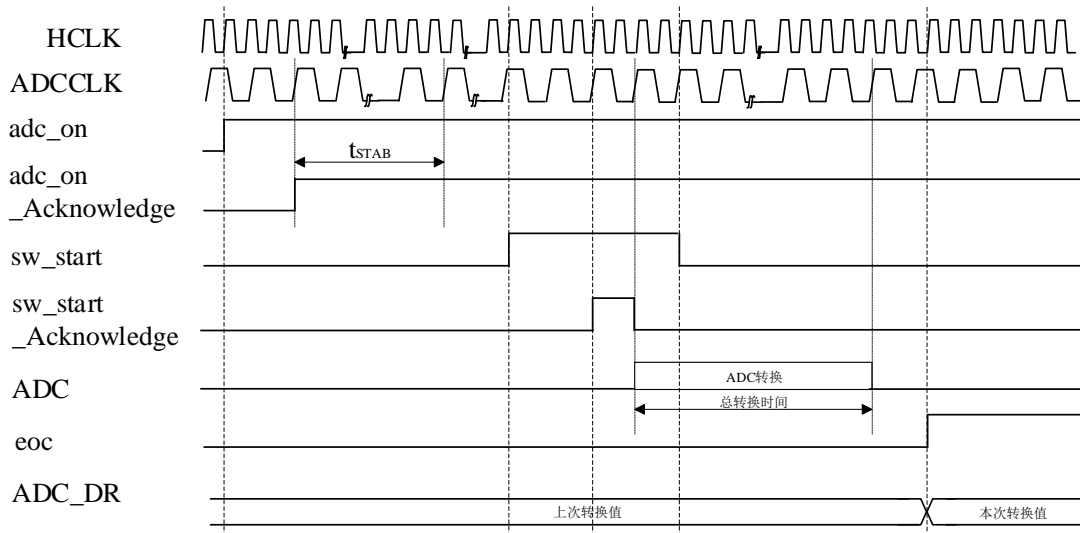 HCLK
ADCCLK
adc_on
tSTAB
adc_on
_Acknowledge
sw_start
sw_start
_Acknowledge
ADC
ADC转换
总转换时间
eoc
ADC_DR
上次转换值
本次转换值